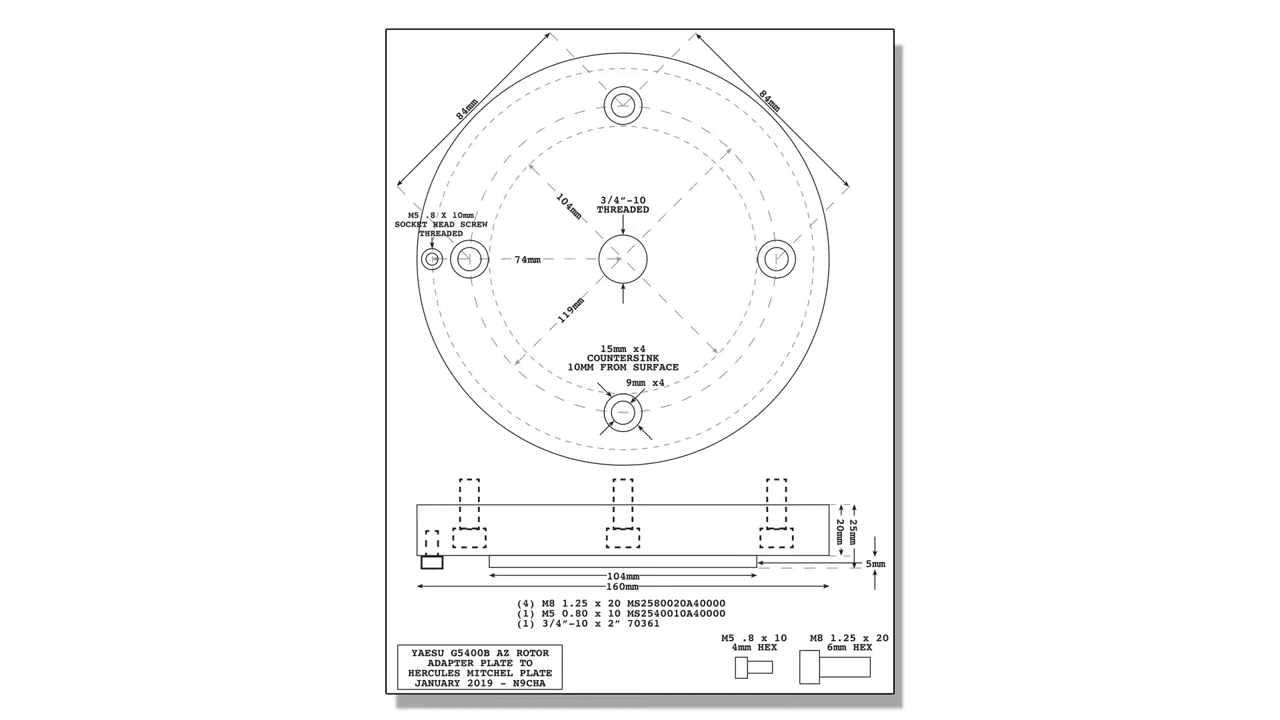 84mm
84mm
104mm
3/4”-10
THREADED
M5 .8 X 10mm
SOCKET HEAD SCREW
THREADED
74mm
119mm
15mm x4
COUNTERSINK
10MM FROM SURFACE
9mm x4
20mm
25mm
5mm
104mm
160mm
(4) M8 1.25 x 20 MS2580020A40000
(1) M5 0.80 x 10 MS2540010A40000
(1) 3/4”-10 x 2” 70361
M5 .8 x 10
4mm HEX
M8 1.25 x 20
6mm HEX
YAESU G5400B AZ ROTOR
ADAPTER PLATE TO
HERCULES MITCHEL PLATE
JANUARY 2019 - N9CHA